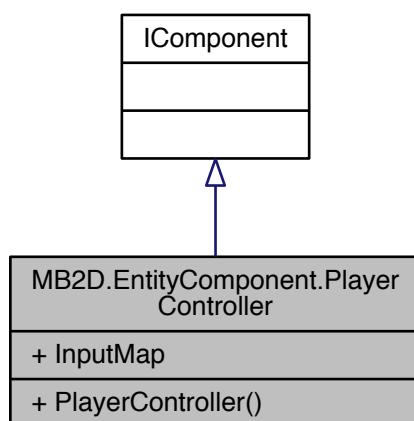 IComponent
MB2D.EntityComponent.Player
Controller
+ InputMap
+ PlayerController()